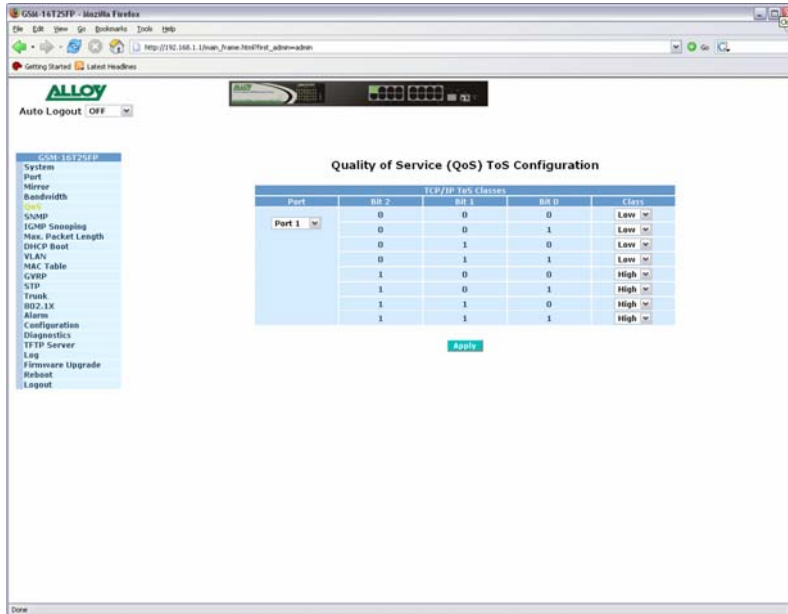 GSM-16T2SFP - Mozilla Firefox
File Edit View Go Bookmarks Tools Help
http://192.168.1.1/main_frame.html?first_admin=admin Go
Getting Started Latest Headlines
ALLOY
Auto Logout OFF
GSM-16T2SFP
System
Port
Mirror
Bandwidth
QoS
SNMP
IGMP Snooping
Max. Packet Length
DHCP Boot
VLAN
MAC Table
GVRP
STP
Trunk
802.1X
Alarm
Configuration
Diagnostics
TFTP Server
Log
Firmware Upgrade
Reboot
Logout
Quality of Service (QoS) ToS Configuration
TCP/IP ToS Classes
Port Bit 2 Bit 1 Bit 0 Class
Port 1 0 0 0 Low
0 0 1 Low
0 1 0 Low
0 1 1 Low
1 0 0 High
1 0 1 High
1 1 0 High
1 1 1 High
Apply
Done